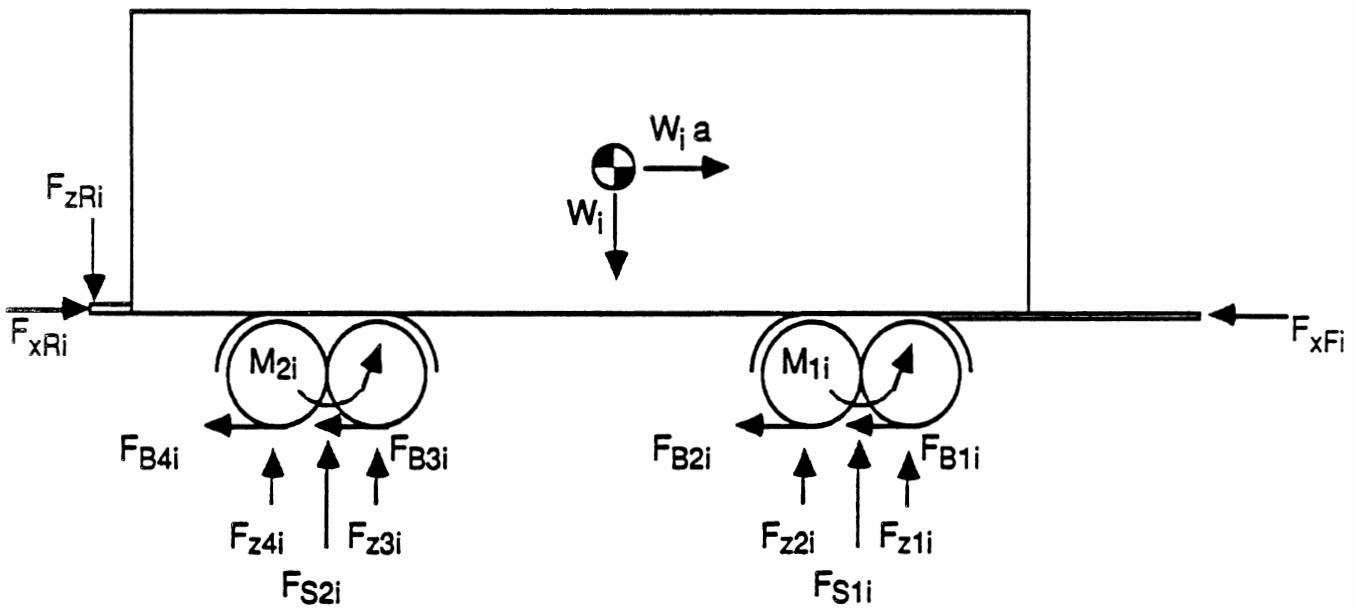 W_i a
F_zRi
W_i
F_xRi
F_xFi
M_2i
M_1i
F_B4i
F_B3i
F_B2i
F_B1i
F_z4i
F_z3i
F_z2i
F_z1i
F_S2i
F_S1i